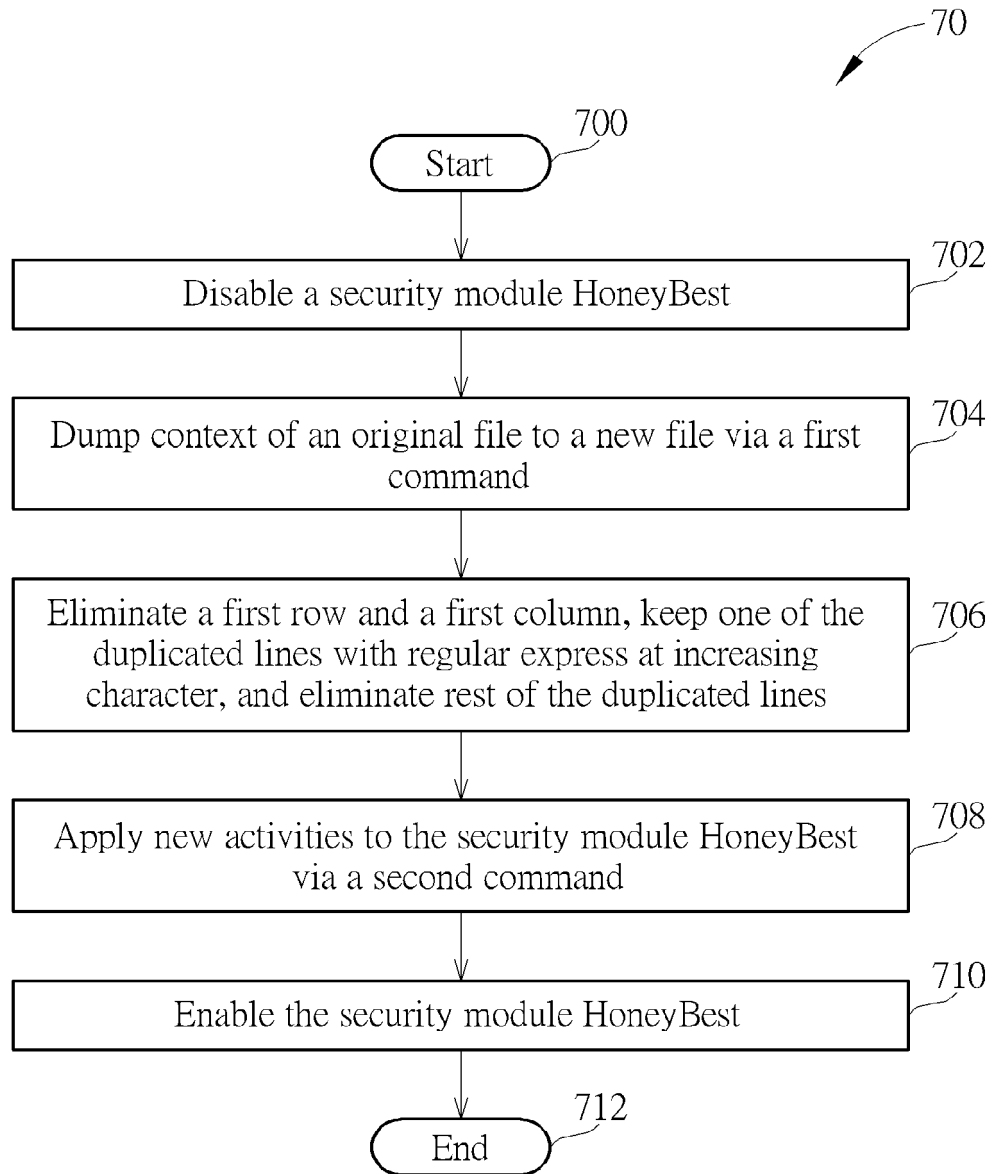 70
700
Start
702
Disable a security module HoneyBest
704
Dump context of an original file to a new file via a first
command
706
Eliminate a first row and a first column, keep one of the
duplicated lines with regular express at increasing
character, and eliminate rest of the duplicated lines
708
Apply new activities to the security module HoneyBest
via a second command
710
Enable the security module HoneyBest
712
End